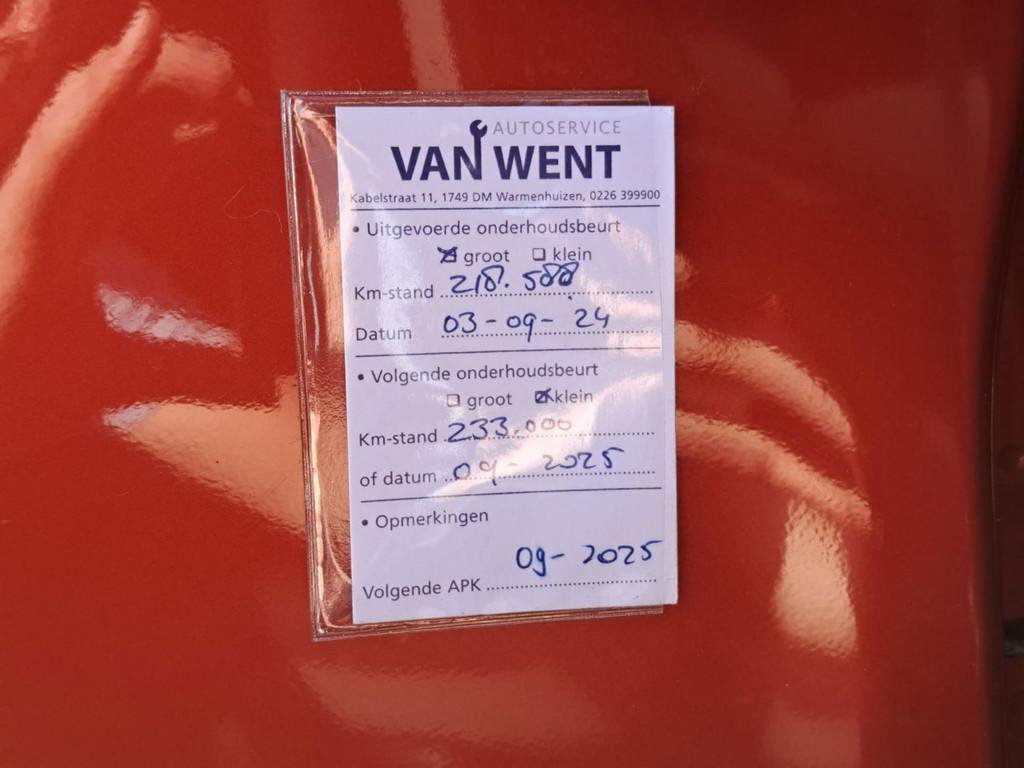 AUTOSERVICE
VAN WENT
Kabelstraat 11, 1749 DM Warmenhuizen, 0226 399900
• Uitgevoerde onderhoudsbeurt
☒ groot ☐ klein
Km-stand 218.588
Datum 03-09-24
• Volgende onderhoudsbeurt
☐ groot ☒ klein
Km-stand 233.000
of datum 09-2025
• Opmerkingen
09-2025
Volgende APK